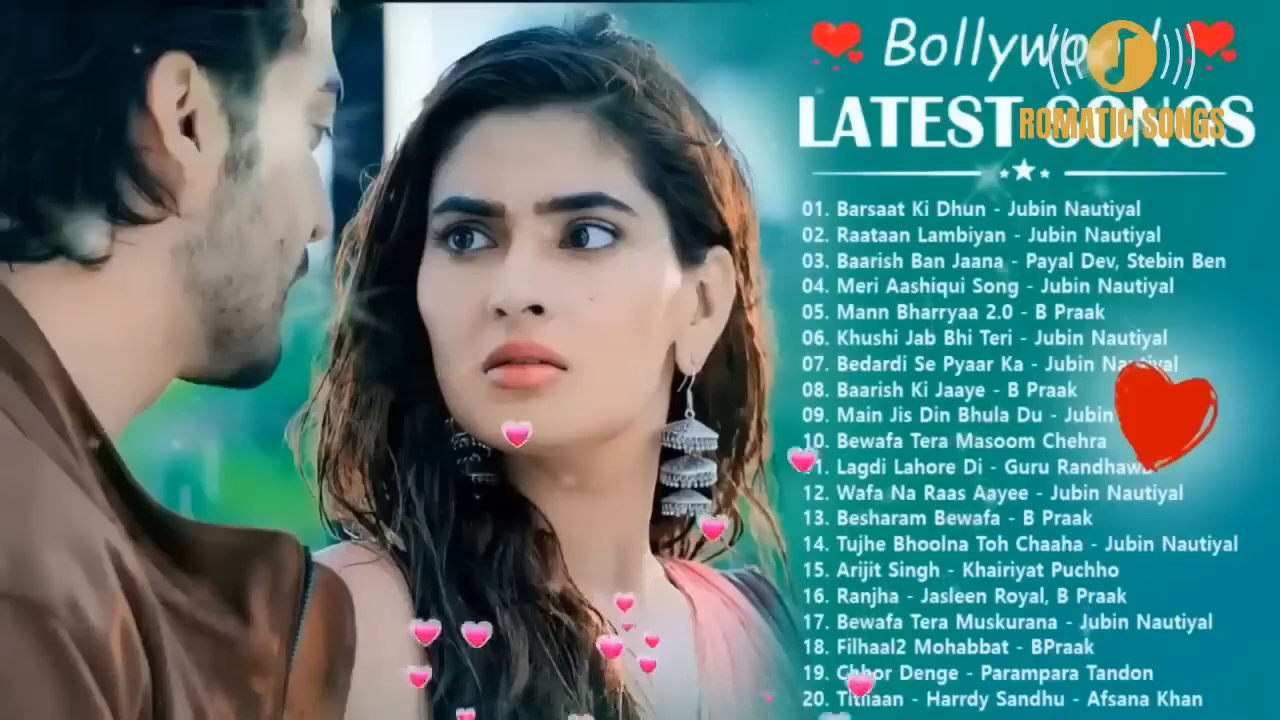 Bollywood
LATEST SONGS
ROMATIC SONGS
01. Barsaat Ki Dhun - Jubin Nautiyal
02. Raataan Lambiyan - Jubin Nautiyal
03. Baarish Ban Jaana - Payal Dev, Stebin Ben
04. Meri Aashiqui Song - Jubin Nautiyal
05. Mann Bharryaa 2.0 - B Praak
06. Khushi Jab Bhi Teri - Jubin Nautiyal
07. Bedardi Se Pyaar Ka - Jubin Nautiyal
08. Baarish Ki Jaaye - B Praak
09. Main Jis Din Bhula Du - Jubin
10. Bewafa Tera Masoom Chehra
11. Lagdi Lahore Di - Guru Randhawa
12. Wafa Na Raas Aayee - Jubin Nautiyal
13. Besharam Bewafa - B Praak
14. Tujhe Bhoolna Toh Chaaha - Jubin Nautiyal
15. Arijit Singh - Khairiyat Puchho
16. Ranjha - Jasleen Royal, B Praak
17. Bewafa Tera Muskurana - Jubin Nautiyal
18. Filhaal2 Mohabbat - BPraak
19. Chhor Denge - Parampara Tandon
20. Titliaan - Harrdy Sandhu - Afsana Khan